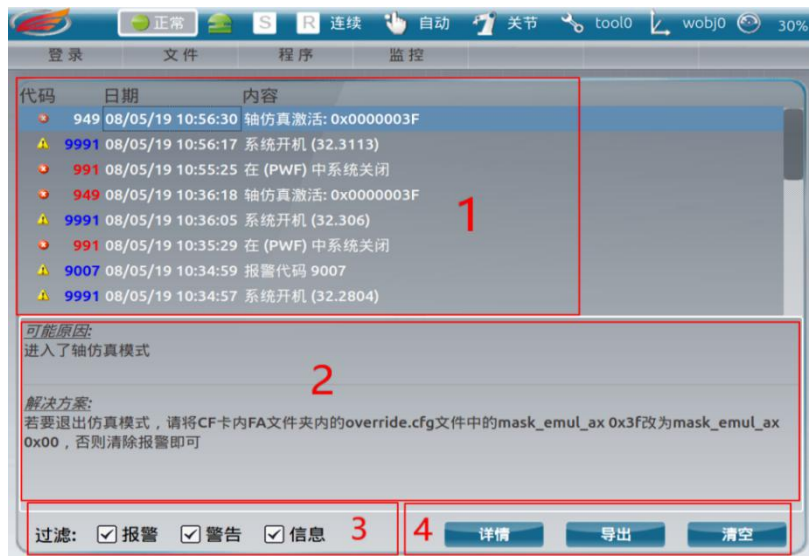 正常 S R 连续 自动 关节 tool0 wobj0 30%
登录 文件 程序 监控
代码 日期 内容
949 08/05/19 10:56:30 轴仿真激活: 0x0000003F
9991 08/05/19 10:56:17 系统开机 (32.3113)
991 08/05/19 10:55:25 在 (PWF) 中系统关闭
949 08/05/19 10:36:18 轴仿真激活: 0x0000003F
9991 08/05/19 10:36:05 系统开机 (32.306)
991 08/05/19 10:35:29 在 (PWF) 中系统关闭
9007 08/05/19 10:34:59 报警代码 9007
9991 08/05/19 10:34:57 系统开机 (32.2804)
1
可能原因:
进入了轴仿真模式
2
解决方案:
若要退出仿真模式，请将CF卡内FA文件夹内的override.cfg文件中的mask_emul_ax 0x3f改为mask_emul_ax
0x00，否则清除报警即可
过滤: 报警 警告 信息 3 4 详情 导出 清空